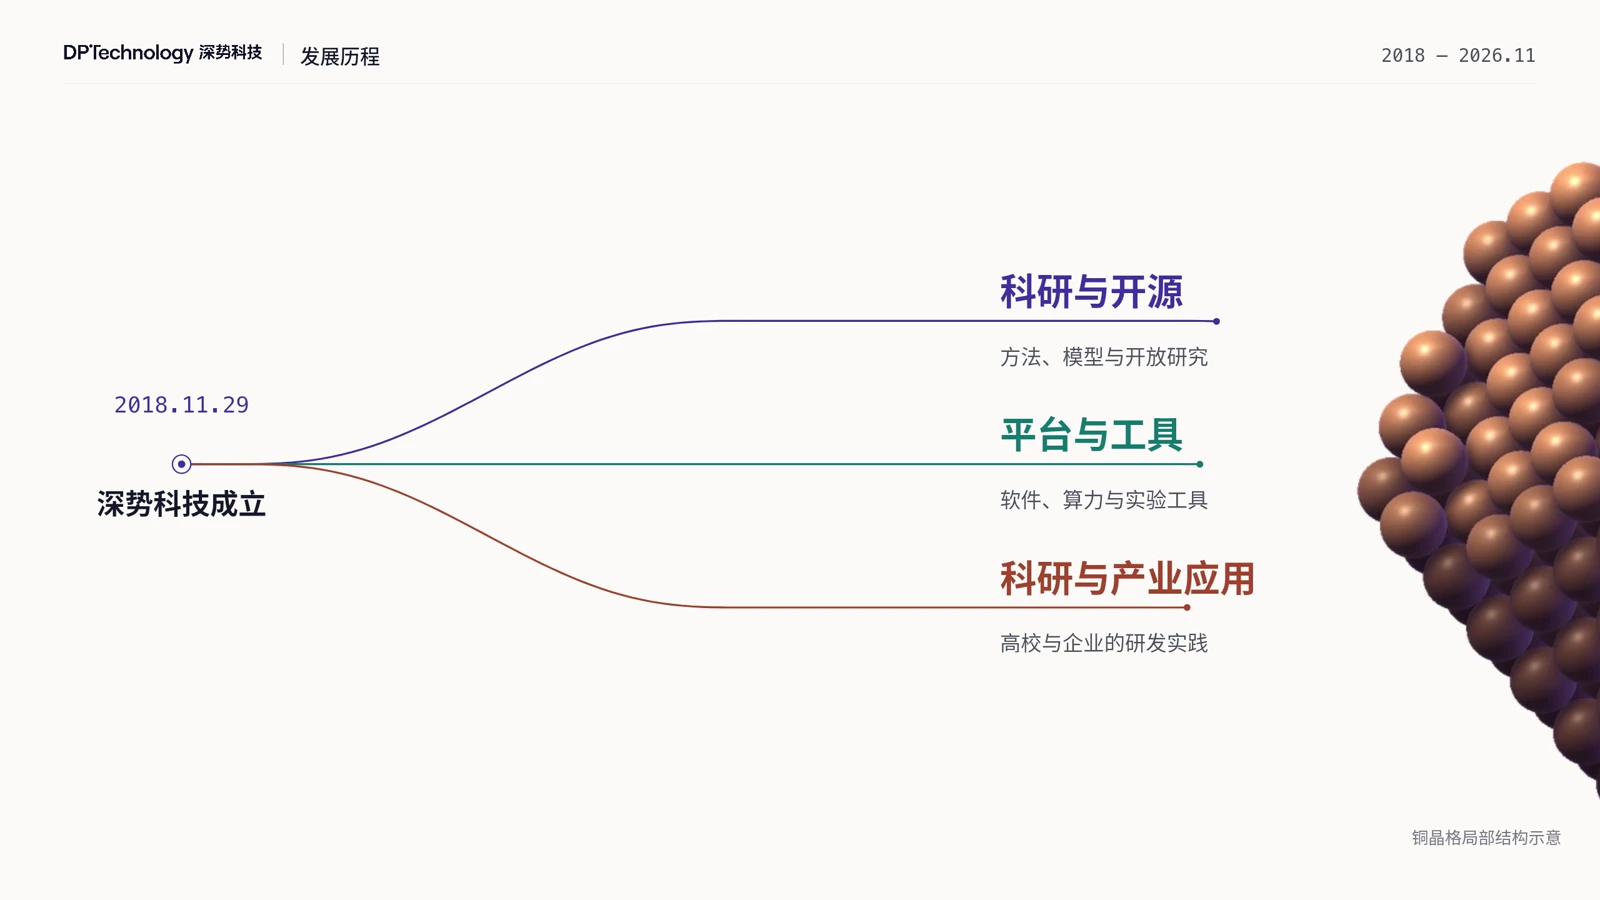 DP Technology 深势科技 发展历程
2018 — 2026.11
科研与开源
方法、模型与开放研究
2018.11.29
深势科技成立
平台与工具
软件、算力与实验工具
科研与产业应用
高校与企业的研发实践
铜晶格局部结构示意